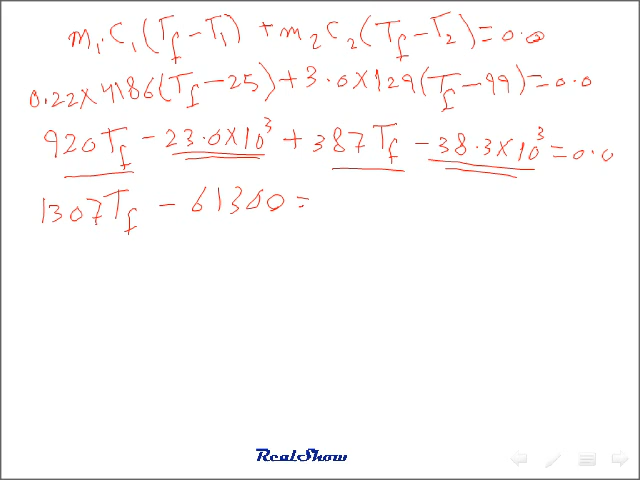 m₁C₁(T_f-T₁) + m₂C₂(T_f-T₂) = 0.0
0.22×4186(T_f-25) + 3.0×129(T_f-99) = 0.0
920T_f - 23.0×10³ + 387T_f - 38.3×10³ = 0.0
1307T_f - 61300 =
RealShow